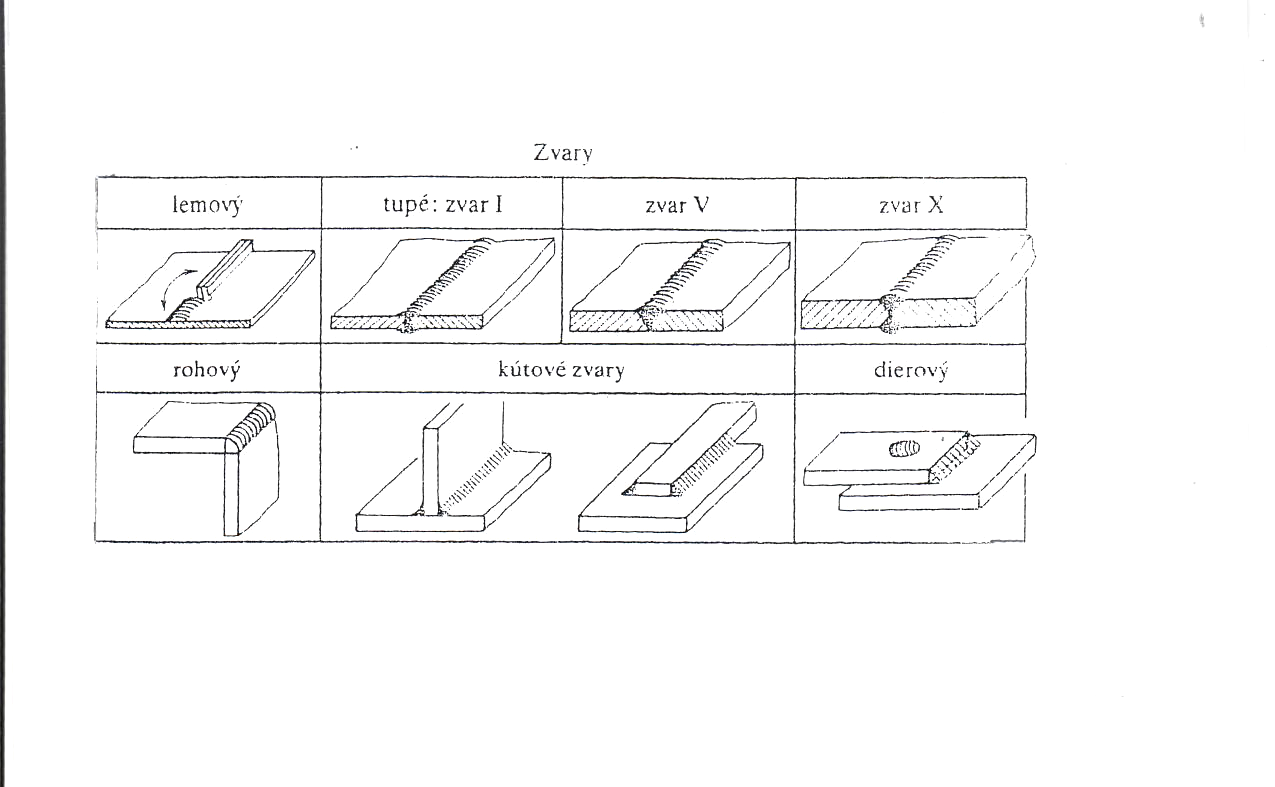 Zvary
lemový
tupé: zvar I
zvar V
zvar X
rohový
kútové zvary
dierový